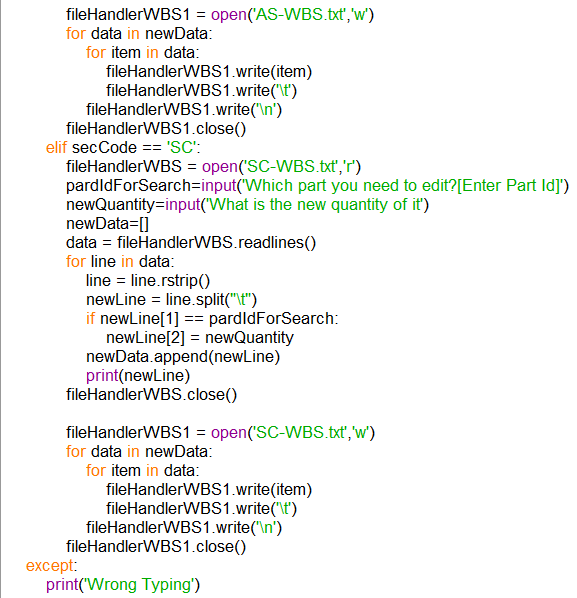 fileHandlerWBS1 = open('AS-WBS.txt','w')
for data in newData:
for item in data:
fileHandlerWBS1.write(item)
fileHandlerWBS1.write('\t')
fileHandlerWBS1.write('\n')
fileHandlerWBS1.close()
elif secCode == 'SC':
fileHandlerWBS = open('SC-WBS.txt','r')
pardIdForSearch=input('Which part you need to edit?[Enter Part Id]')
newQuantity=input('What is the new quantity of it')
newData=[]
data = fileHandlerWBS.readlines()
for line in data:
line = line.rstrip()
newLine = line.split("\t")
if newLine[1] == pardIdForSearch:
newLine[2] = newQuantity
newData.append(newLine)
print(newLine)
fileHandlerWBS.close()
fileHandlerWBS1 = open('SC-WBS.txt','w')
for data in newData:
for item in data:
fileHandlerWBS1.write(item)
fileHandlerWBS1.write('\t')
fileHandlerWBS1.write('\n')
fileHandlerWBS1.close()
except:
print('Wrong Typing')